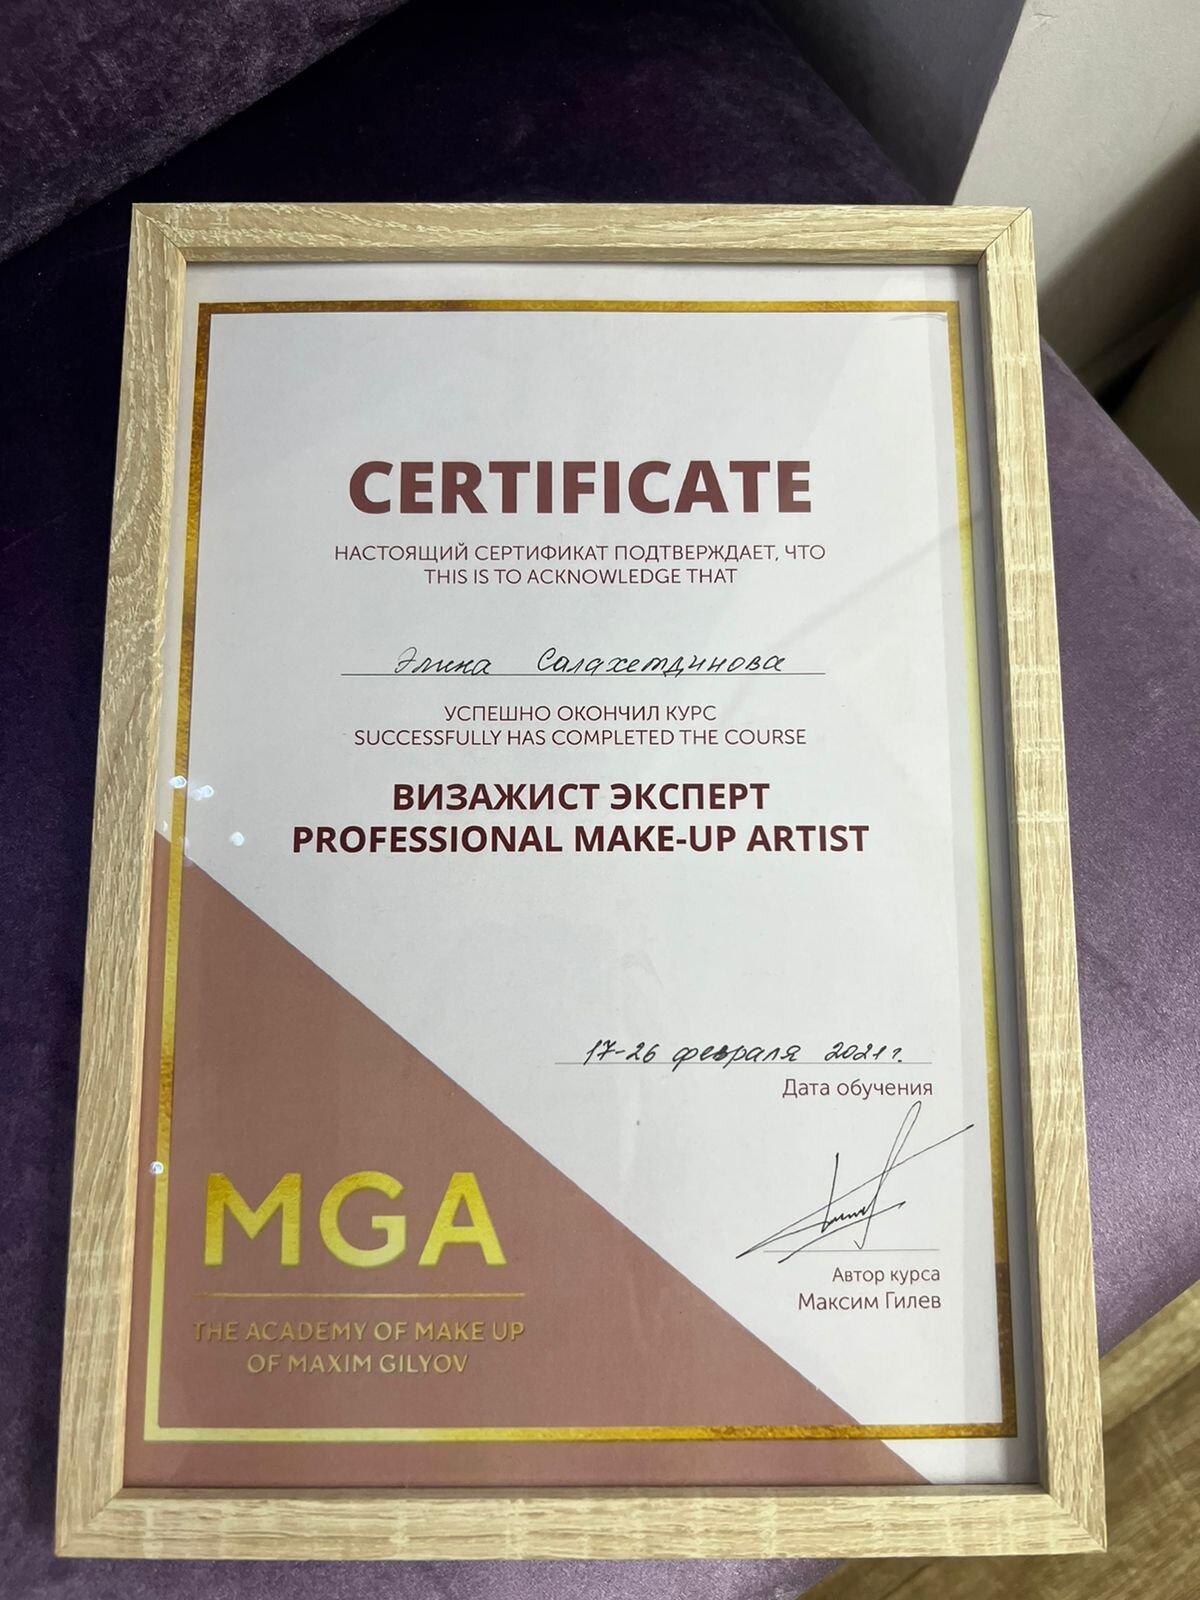 CERTIFICATE
НАСТОЯЩИЙ СЕРТИФИКАТ ПОДТВЕРЖДАЕТ, ЧТО
THIS IS TO ACKNOWLEDGE THAT
Элина Салахетдинова
УСПЕШНО ОКОНЧИЛ КУРС
SUCCESSFULLY HAS COMPLETED THE COURSE
ВИЗАЖИСТ ЭКСПЕРТ
PROFESSIONAL MAKE-UP ARTIST
17-26 февраля 2021г.
Дата обучения
Автор курса
Максим Гилев
MGA
THE ACADEMY OF MAKE UP
OF MAXIM GILYOV